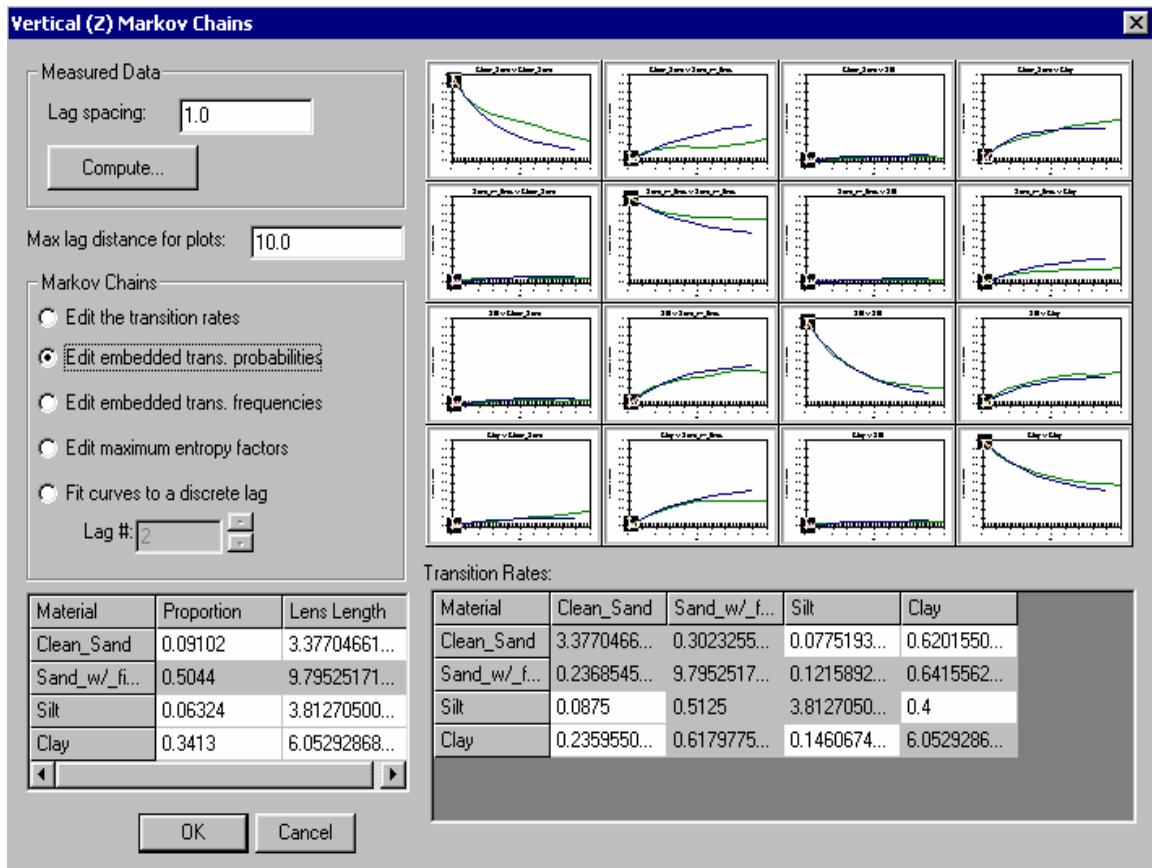 Vertical (Z) Markov Chains
Measured Data
Lag spacing: 1.0
Compute...
Max lag distance for plots: 10.0
Markov Chains
Edit the transition rates
Edit embedded trans. probabilities
Edit embedded trans. frequencies
Edit maximum entropy factors
Fit curves to a discrete lag
Lag #: 2
Material Proportion Lens Length
Clean_Sand 0.09102 3.37704661...
Sand_w/_fi... 0.5044 9.79525171...
Silt 0.06324 3.81270500...
Clay 0.3413 6.05292868...
OK Cancel
Transition Rates:
Material Clean_Sand Sand_w/_f... Silt Clay
Clean_Sand 3.3770466... 0.3023255... 0.0775193... 0.6201550...
Sand_w/_f... 0.2368545... 9.7952517... 0.1215892... 0.6415562...
Silt 0.0875 0.5125 3.8127050... 0.4
Clay 0.2359550... 0.6179775... 0.1460674... 6.0529286...